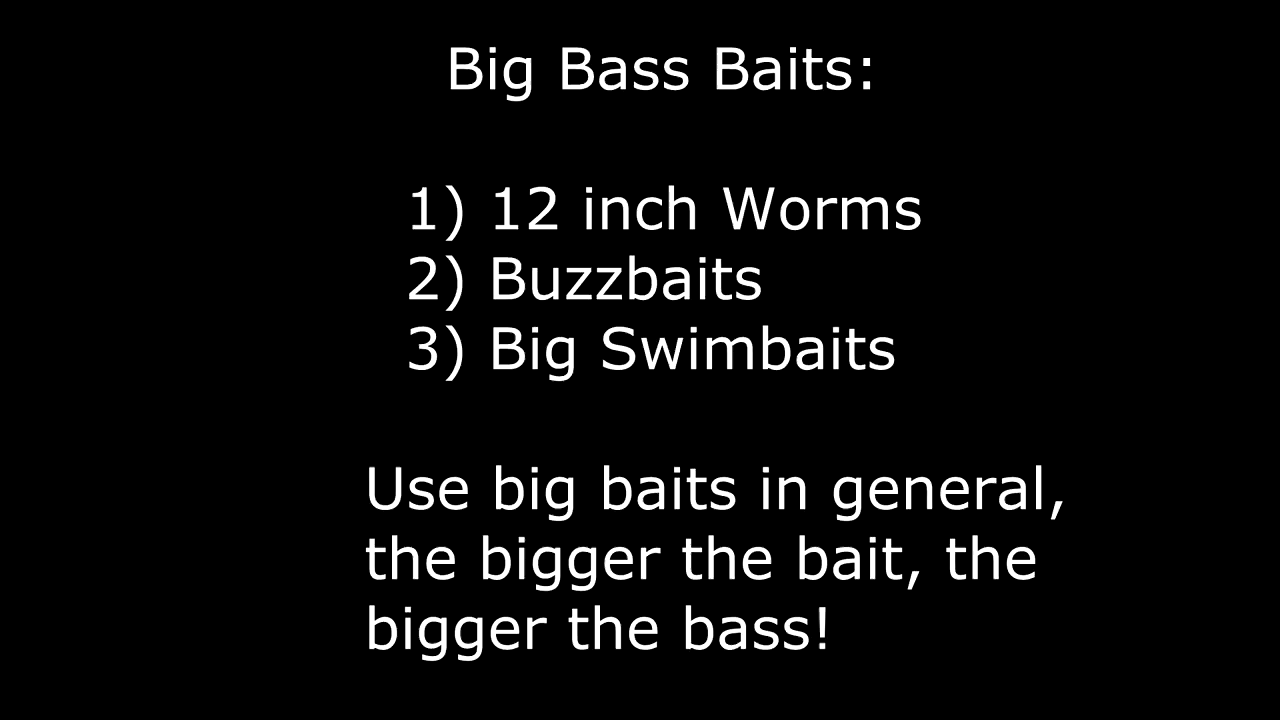 Big Bass Baits:
1) 12 inch Worms
2) Buzzbaits
3) Big Swimbaits
Use big baits in general,
the bigger the bait, the
bigger the bass!